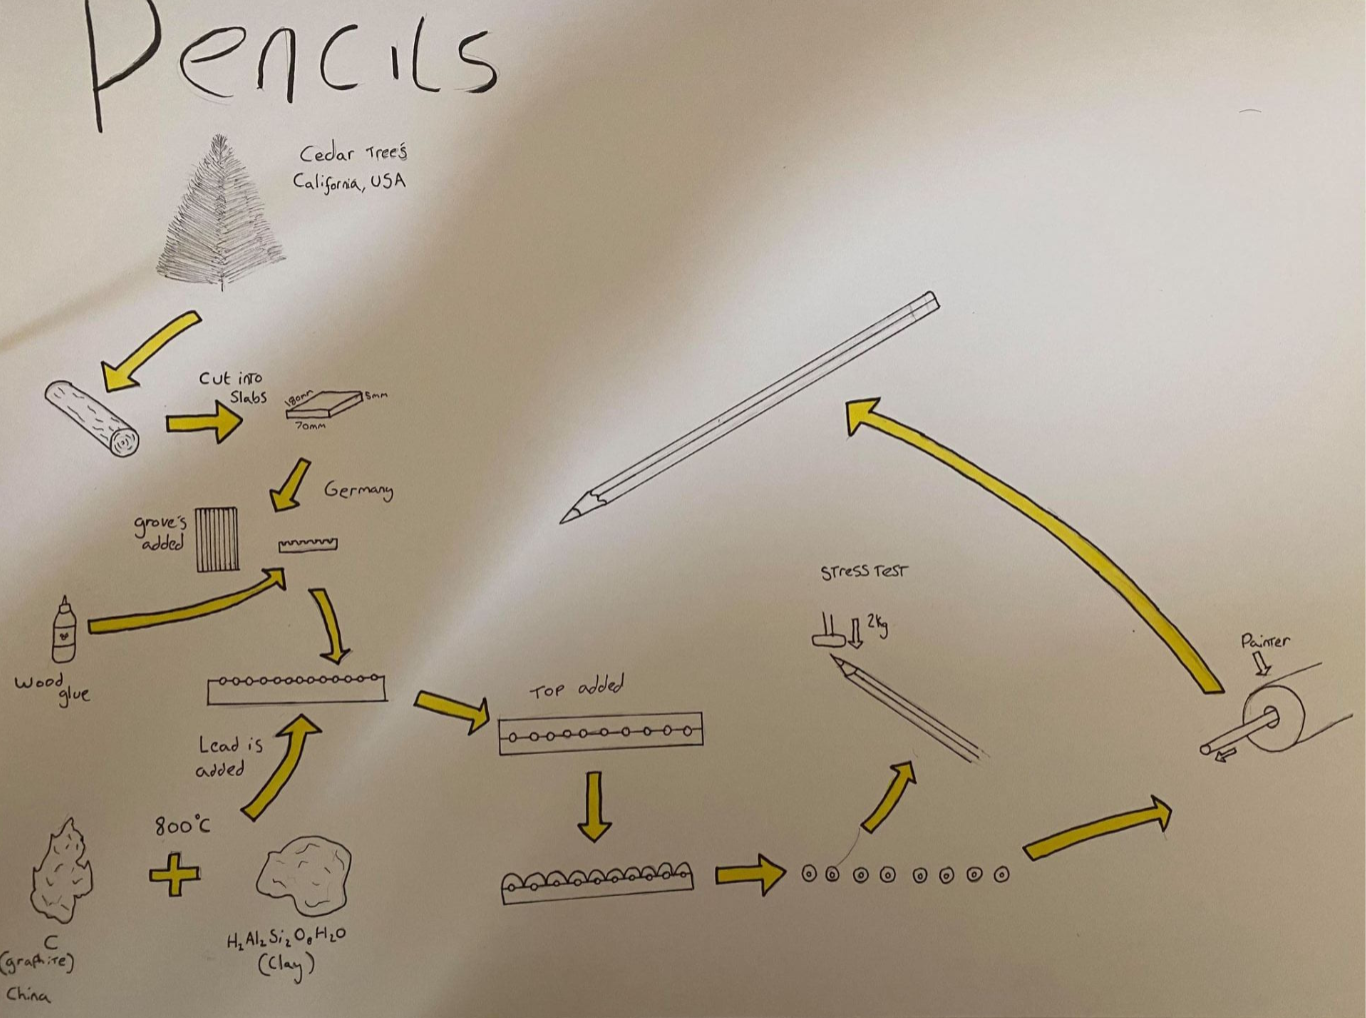 Pencils
Cedar Tree's
California, USA
Cut into
Slabs
180mm
5mm
70mm
Germany
grove's
added
Wood
glue
Lead is
added
800°C
C
(graphite)
China
H₂Al₂Si₂O₈H₂O
(Clay)
Top added
Stress Test
2kg
Painter